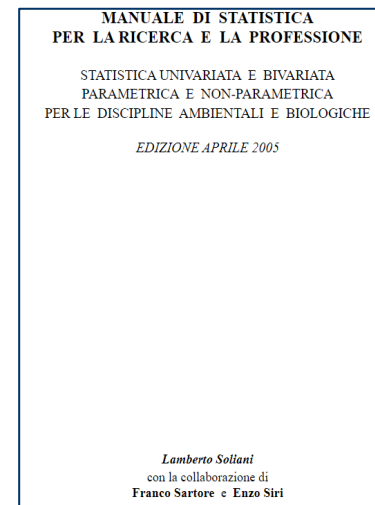 MANUALE DI STATISTICA
PER LA RICERCA E LA PROFESSIONE
STATISTICA UNIVARIATA E BIVARIATA
PARAMETRICA E NON-PARAMETRICA
PER LE DISCIPLINE AMBIENTALI E BIOLOGICHE
EDIZIONE APRILE 2005
Lamberto Soliani
con la collaborazione di
Franco Sartore e Enzo Siri